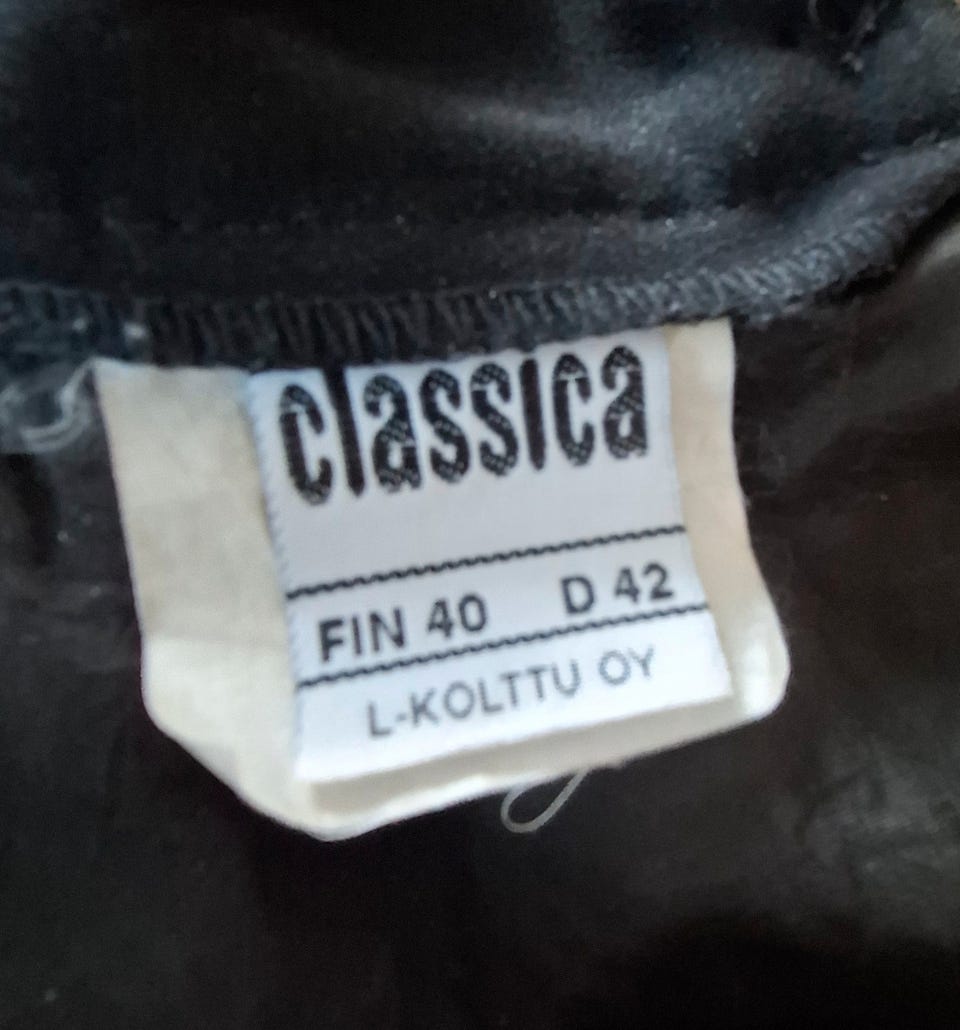 classica
FIN 40 D 42
L-KOLTTU OY